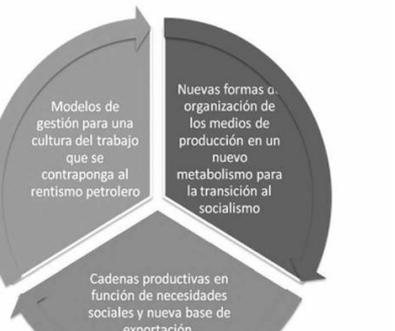 Modelos de
gestión para una
cultura del trabajo
que se
contraponga al
rentismo petrolero
Nuevas formas d
organización de
los medios de
producción en un
nuevo
metabolismo para
la transición al
socialismo
Cadenas productivas en
función de necesidades
sociales y nueva base de
exportación